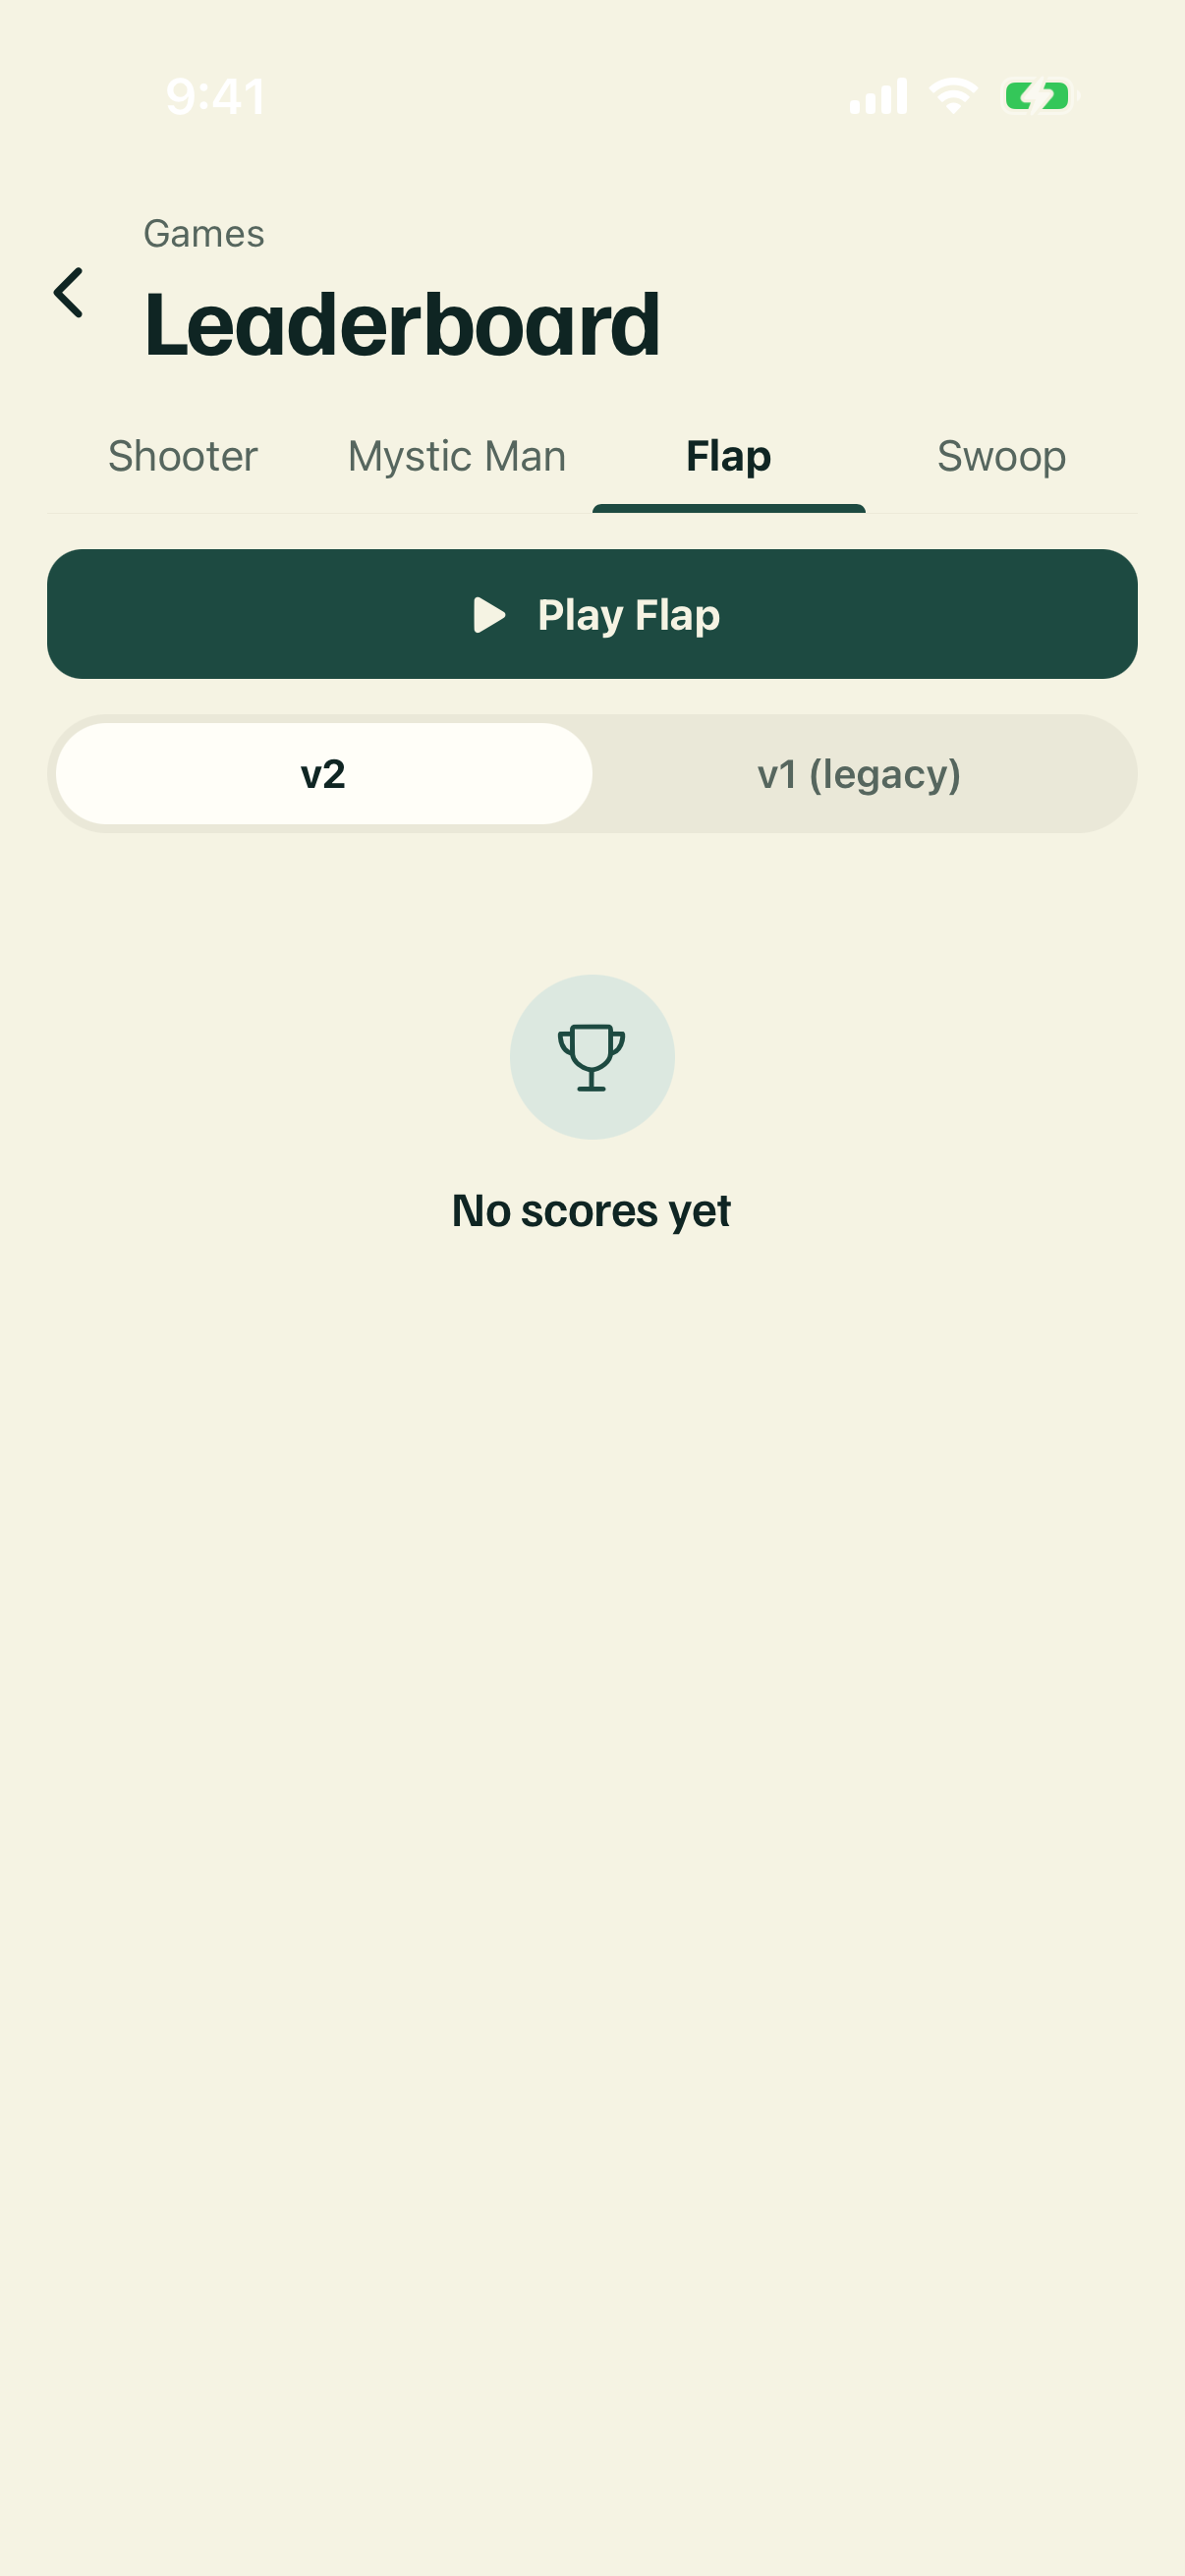 9:41
Games
Leaderboard
Shooter Mystic Man Flap Swoop
Play Flap
v2 v1 (legacy)
No scores yet